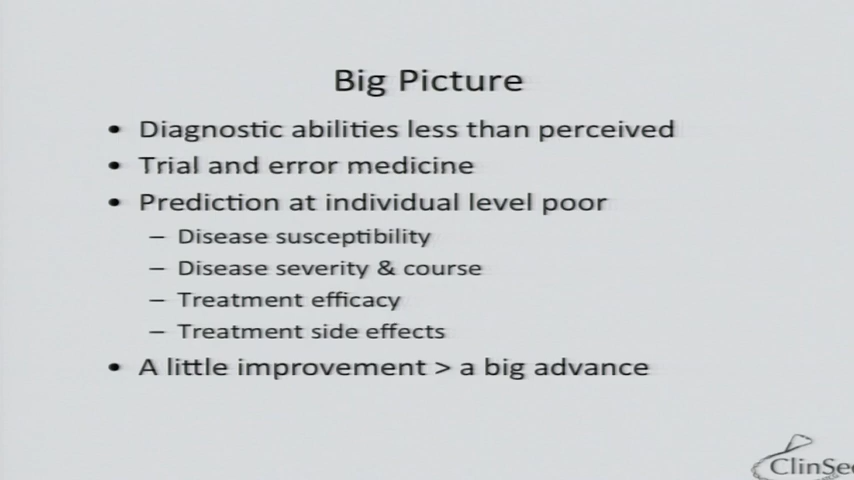 Big Picture
• Diagnostic abilities less than perceived
• Trial and error medicine
• Prediction at individual level poor
– Disease susceptibility
– Disease severity & course
– Treatment efficacy
– Treatment side effects
• A little improvement > a big advance
ClinSe